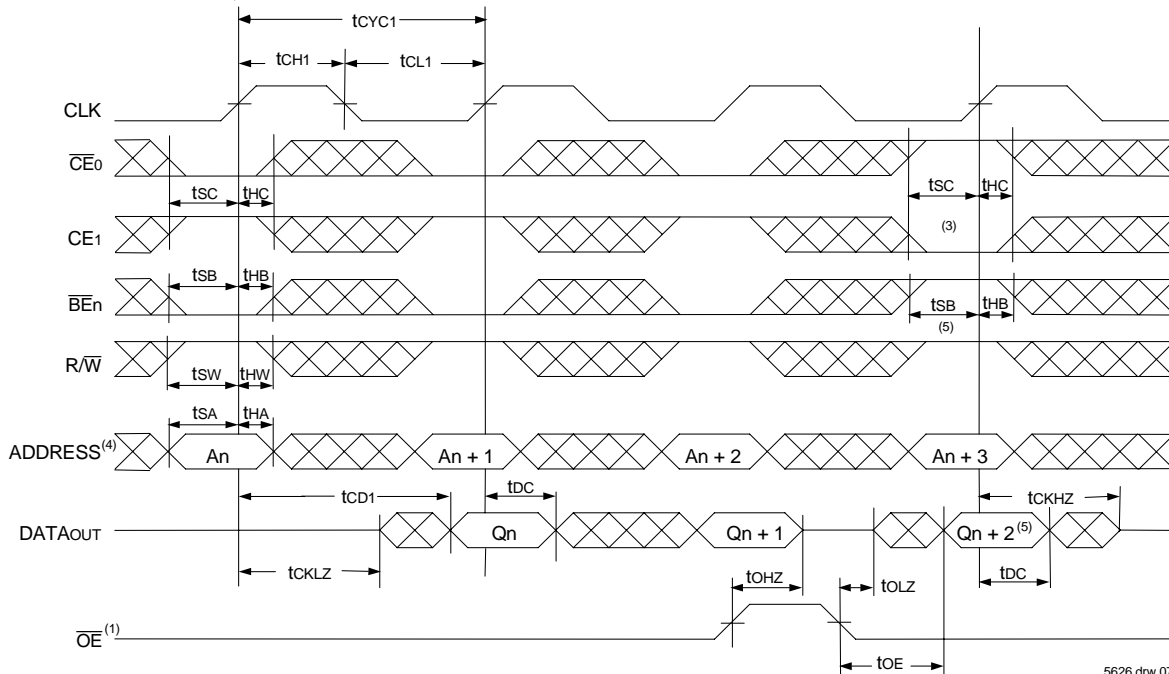 tCYC1
tCH1 tCL1
CLK
CE0
tSC tHC tSC tHC
CE1 (3)
tSB tHB tSB tHB
BEn (5)
R/W
tSW tHW
tSA tHA
ADDRESS(4) An An + 1 An + 2 An + 3
tCD1 tDC tCKHZ
DATAOUT Qn Qn + 1 Qn + 2(5)
tCKLZ tOHZ tOLZ tDC
OE(1)
tOE
5626 drw 07